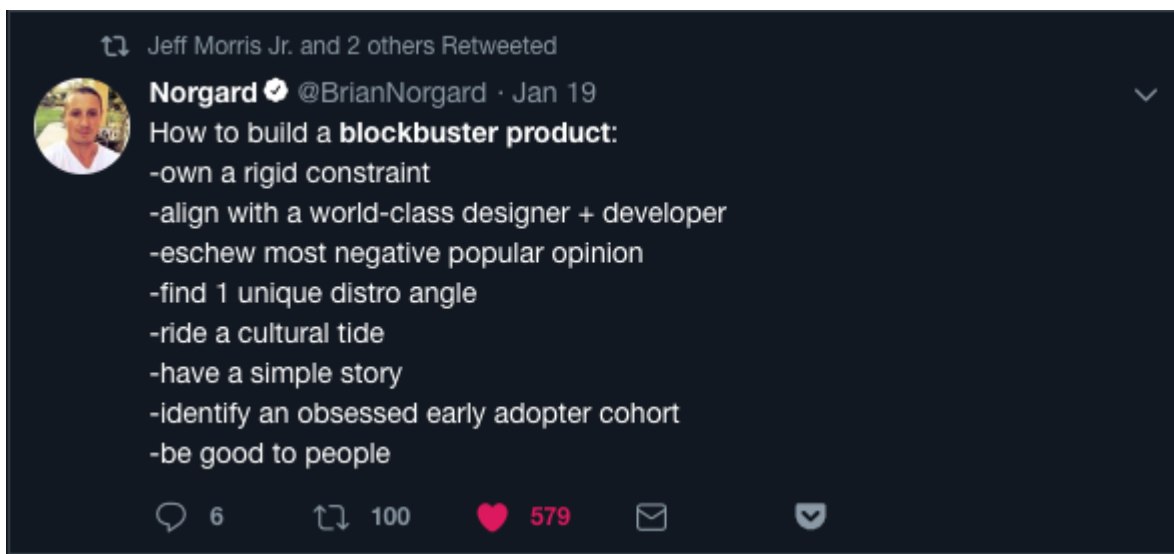 Jeff Morris Jr. and 2 others Retweeted
Norgard @BrianNorgard · Jan 19
How to build a blockbuster product:
-own a rigid constraint
-align with a world-class designer + developer
-eschew most negative popular opinion
-find 1 unique distro angle
-ride a cultural tide
-have a simple story
-identify an obsessed early adopter cohort
-be good to people
6 100 579